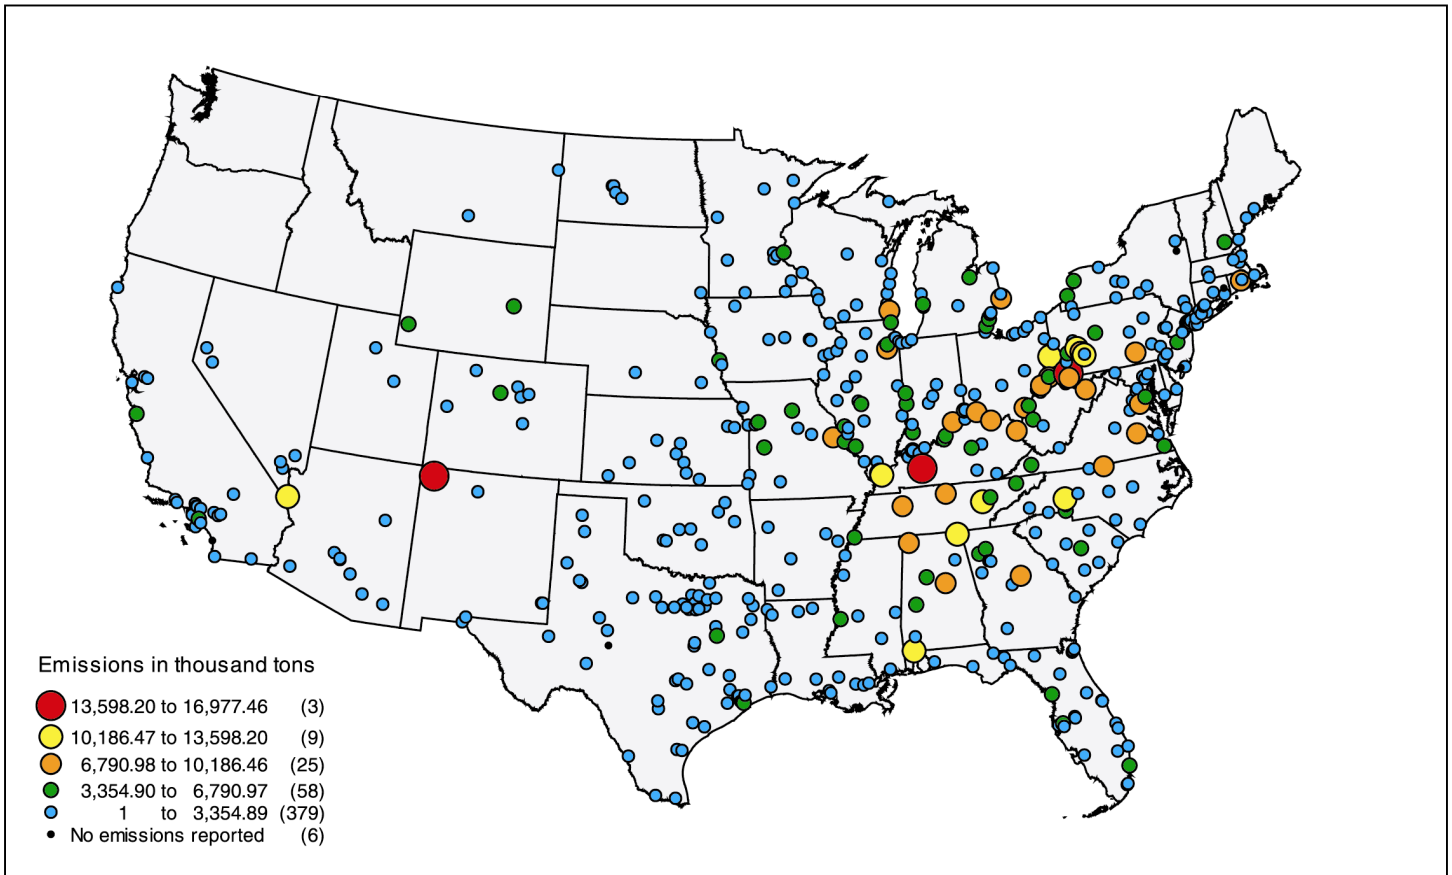 Emissions in thousand tons
13,598.20 to 16,977.46 (3)
10,186.47 to 13,598.20 (9)
6,790.98 to 10,186.46 (25)
3,354.90 to 6,790.97 (58)
1 to 3,354.89 (379)
No emissions reported (6)